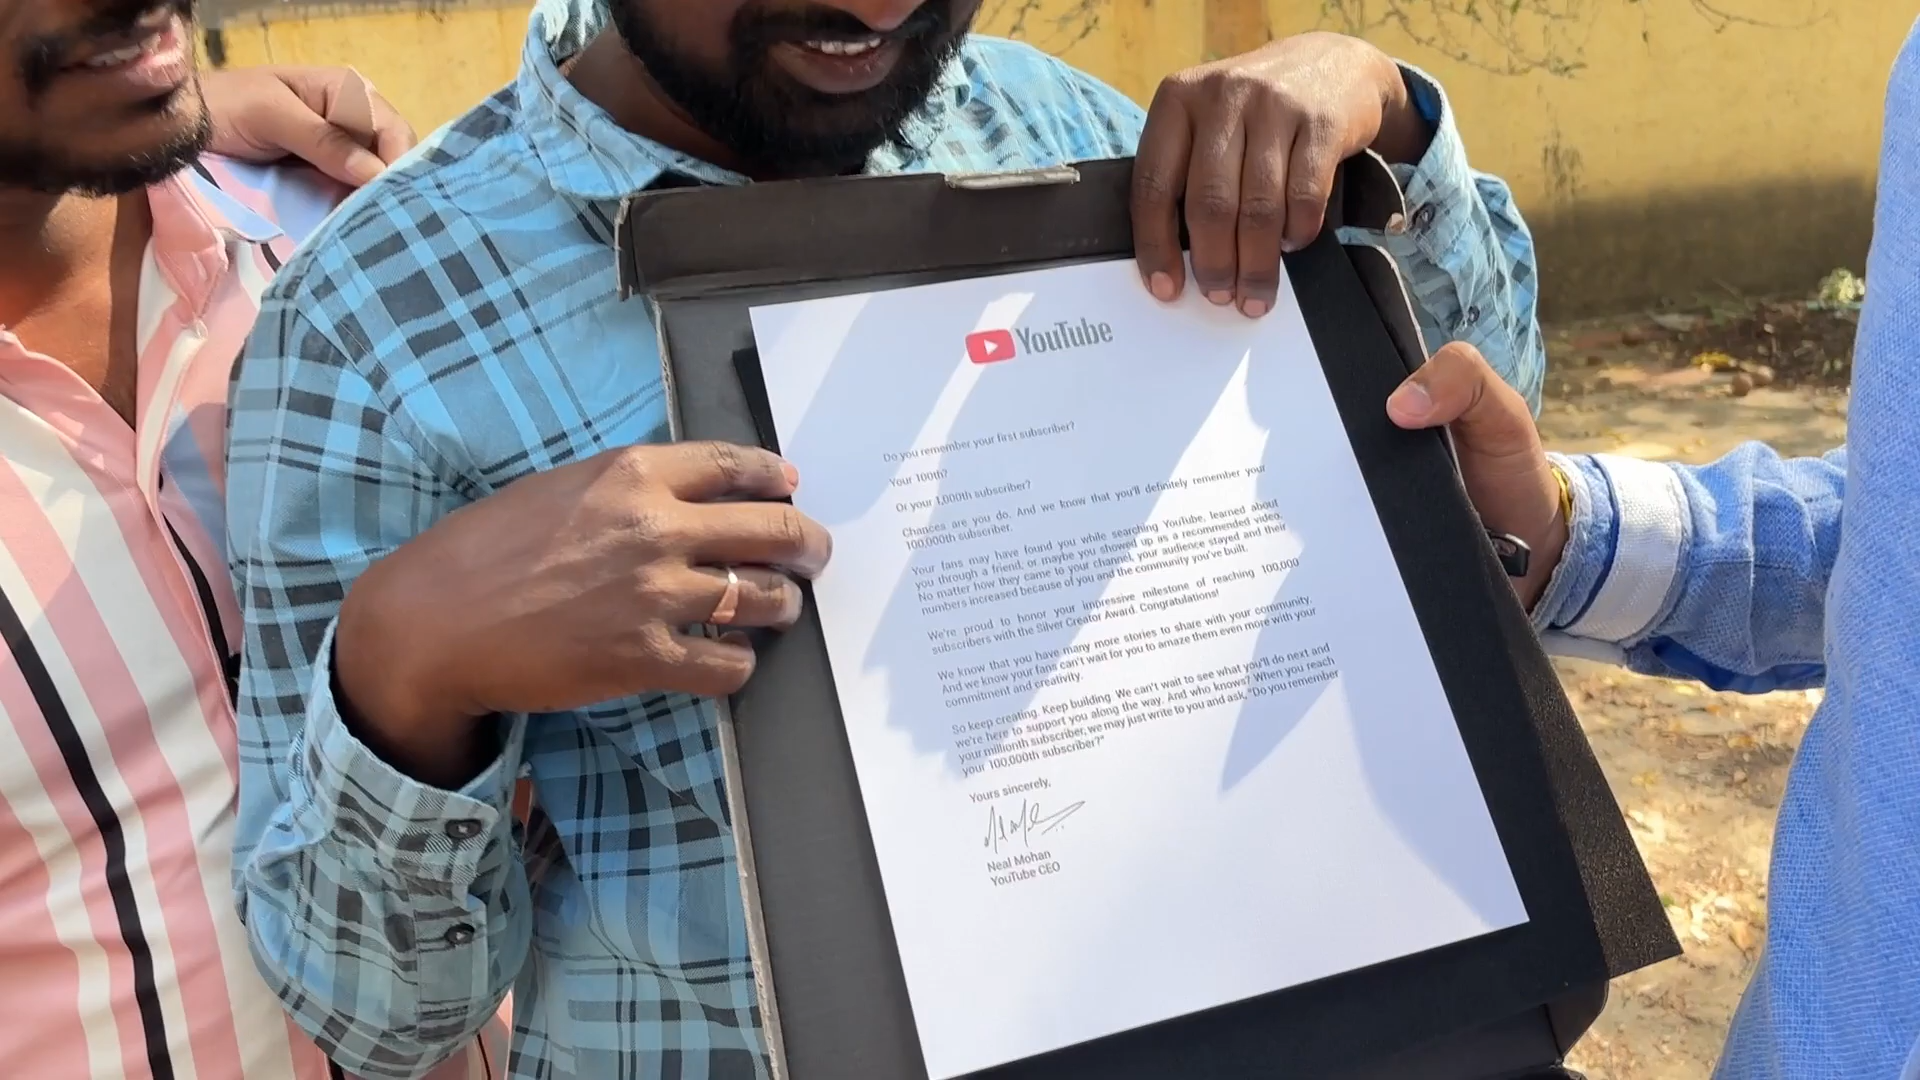 YouTube
Do you remember your first subscriber?
Your 100th?
Or your 1,000th subscriber?
Chances are you do. And we know that you'll definitely remember your
100,000th subscriber.
Your fans may have found you while searching YouTube, learned about
you through a friend, or maybe you showed up as a recommended video.
No matter how they came to your channel, your audience stayed and their
numbers increased because of you and the community you've built.
We're proud to honor your impressive milestone of reaching 100,000
subscribers with the Silver Creator Award. Congratulations!
We know that you have many more stories to share with your community.
And we know your fans can't wait for you to amaze them even more with your
commitment and creativity.
So keep creating. Keep building. We can't wait to see what you'll do next and
we're here to support you along the way. And who knows? When you reach
your millionth subscriber, we may just write to you and ask, "Do you remember
your 100,000th subscriber?"
Yours sincerely,
Neal Mohan
YouTube CEO